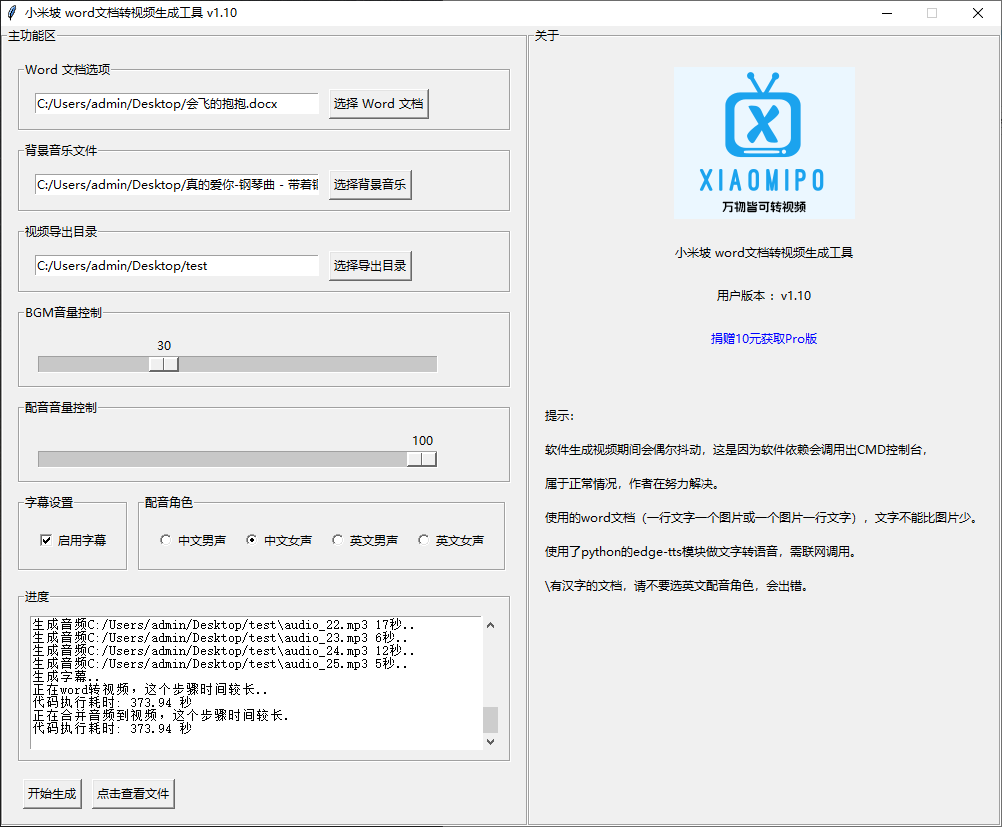 小米坡 word文档转视频生成工具 v1.10
主功能区
Word 文档选项
C:/Users/admin/Desktop/会飞的抱抱.docx
选择 Word 文档
背景音乐文件
C:/Users/admin/Desktop/真的爱你-钢琴曲 - 带着钢
选择背景音乐
视频导出目录
C:/Users/admin/Desktop/test
选择导出目录
BGM音量控制
30
配音音量控制
100
字幕设置
启用字幕
配音角色
中文男声 中文女声 英文男声 英文女声
进度
生成音频C:/Users/admin/Desktop/test\audio_22.mp3 17秒..
生成音频C:/Users/admin/Desktop/test\audio_23.mp3 6秒..
生成音频C:/Users/admin/Desktop/test\audio_24.mp3 12秒..
生成音频C:/Users/admin/Desktop/test\audio_25.mp3 5秒..
生成字幕..
正在word转视频，这个步骤时间较长..
代码执行耗时: 373.94 秒
正在合并音频到视频，这个步骤时间较长.
代码执行耗时: 373.94 秒
开始生成
点击查看文件
关于
XIAOMIPO
万物皆可转视频
小米坡 word文档转视频生成工具
用户版本 ：v1.10
捐赠10元获取Pro版
提示：
软件生成视频期间会偶尔抖动，这是因为软件依赖会调用出CMD控制台，
属于正常情况，作者在努力解决。
使用的word文档（一行文字一个图片或一个图片一行文字），文字不能比图片少。
使用了python的edge-tts模块做文字转语音，需联网调用。
\有汉字的文档，请不要选英文配音角色，会出错。